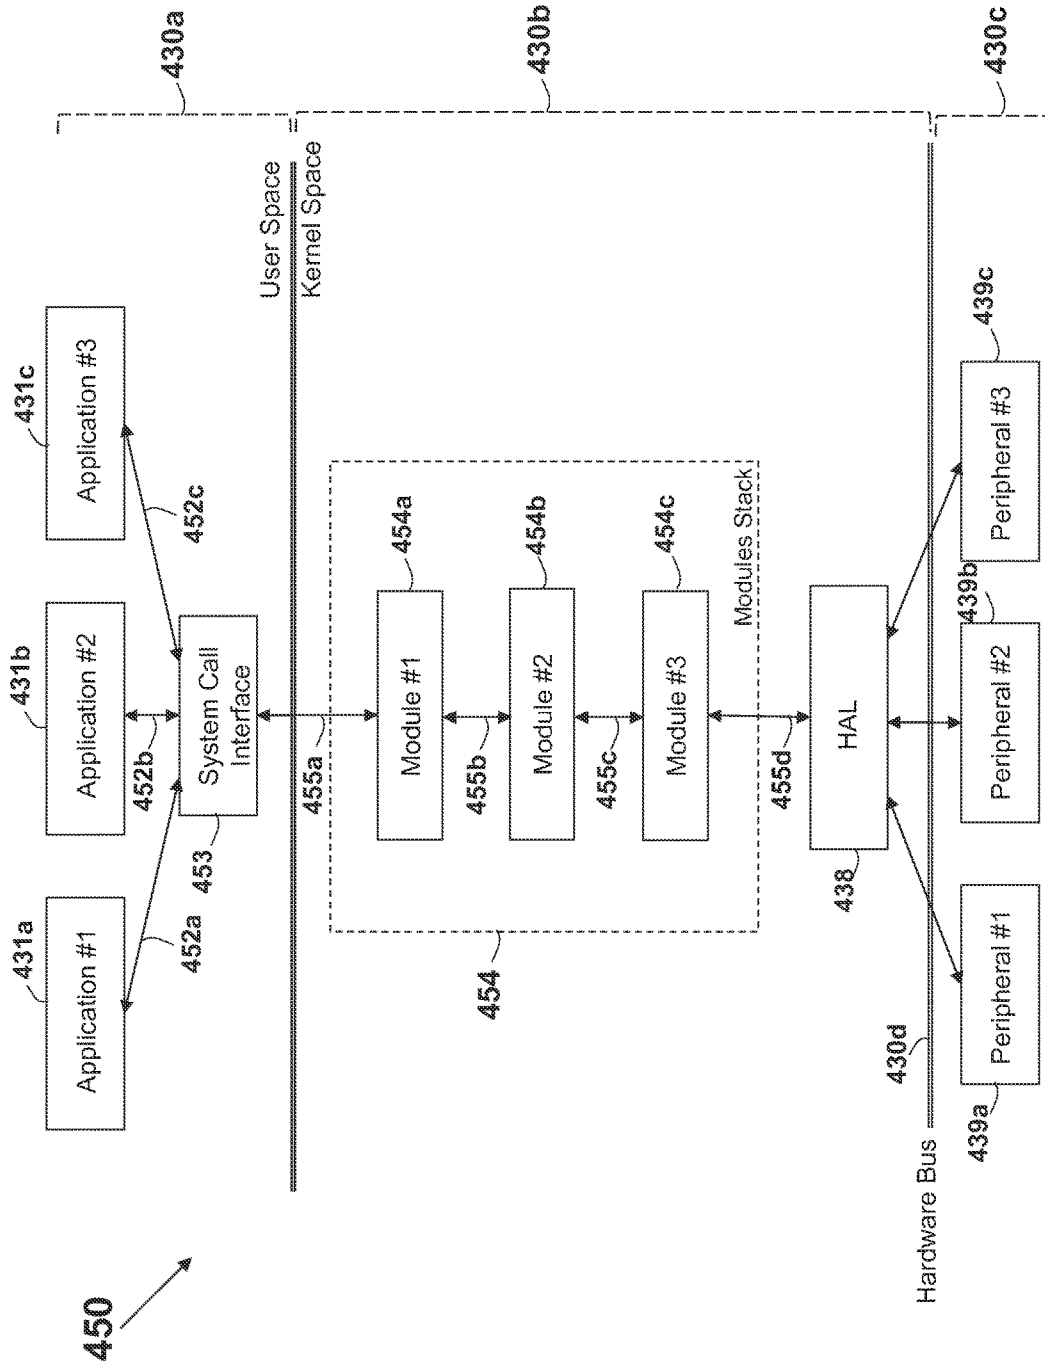 450
431a
Application #1
431b
Application #2
431c
Application #3
430a
452a
452b
452c
453
System Call
Interface
User Space
Kernel Space
430b
455a
454
Module #1
454a
455b
Module #2
454b
455c
Module #3
454c
Modules Stack
455d
438
HAL
Hardware Bus
430d
439a
Peripheral #1
439b
Peripheral #2
439c
Peripheral #3
430c